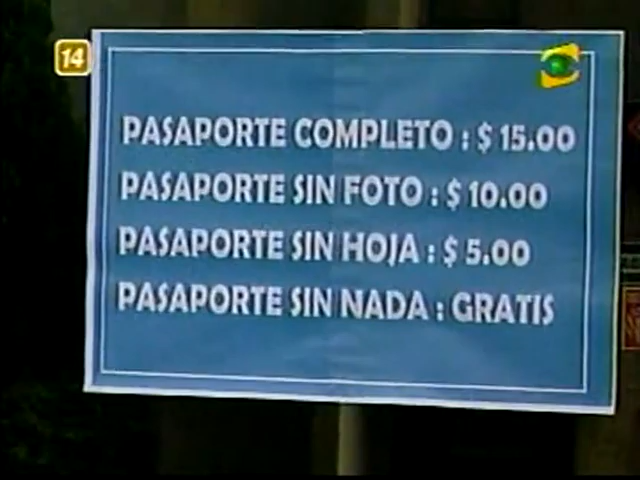 14
PASAPORTE COMPLETO : $ 15.00
PASAPORTE SIN FOTO : $ 10.00
PASAPORTE SIN HOJA : $ 5.00
PASAPORTE SIN NADA : GRATIS